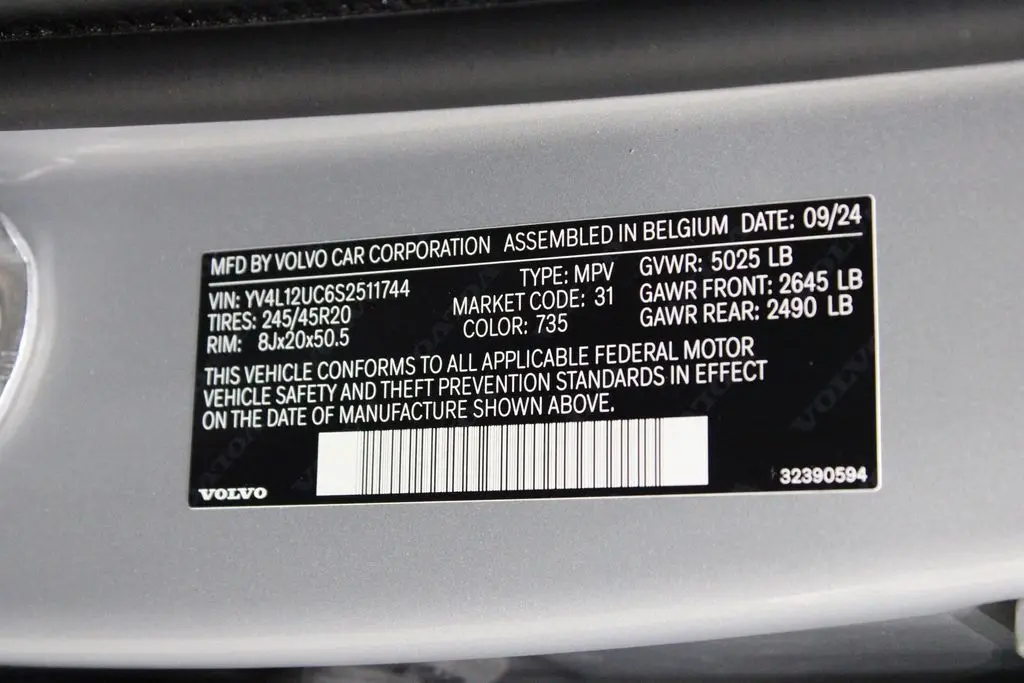 MFD BY VOLVO CAR CORPORATION ASSEMBLED IN BELGIUM DATE: 09/24
VIN: YV4L12UC6S2511744 TYPE: MPV GVWR: 5025 LB
TIRES: 245/45R20 MARKET CODE: 31 GAWR FRONT: 2645 LB
RIM: 8Jx20x50.5 COLOR: 735 GAWR REAR: 2490 LB
THIS VEHICLE CONFORMS TO ALL APPLICABLE FEDERAL MOTOR
VEHICLE SAFETY AND THEFT PREVENTION STANDARDS IN EFFECT
ON THE DATE OF MANUFACTURE SHOWN ABOVE.
VOLVO 32390594